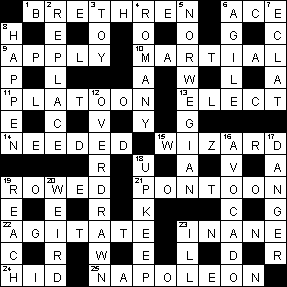 1 B 2 R E 3 T H 4 R E 5 N 6 A C 7 E
8 H E O O O G L
9 A P P L Y 10 M A R T I A L
P L A W L A
11 P L A T 12 O O N 13 E L E C T
E C V Y G
14 N E E D E D 15 W I Z 16 A R 17 D
R 18 U A V A
19 R O 20 W E D 21 P O N T O O N
E E R K C G
22 A G I T A T E 23 I N A N E
C R W E L D R
24 H I D 25 N A P O L E O N